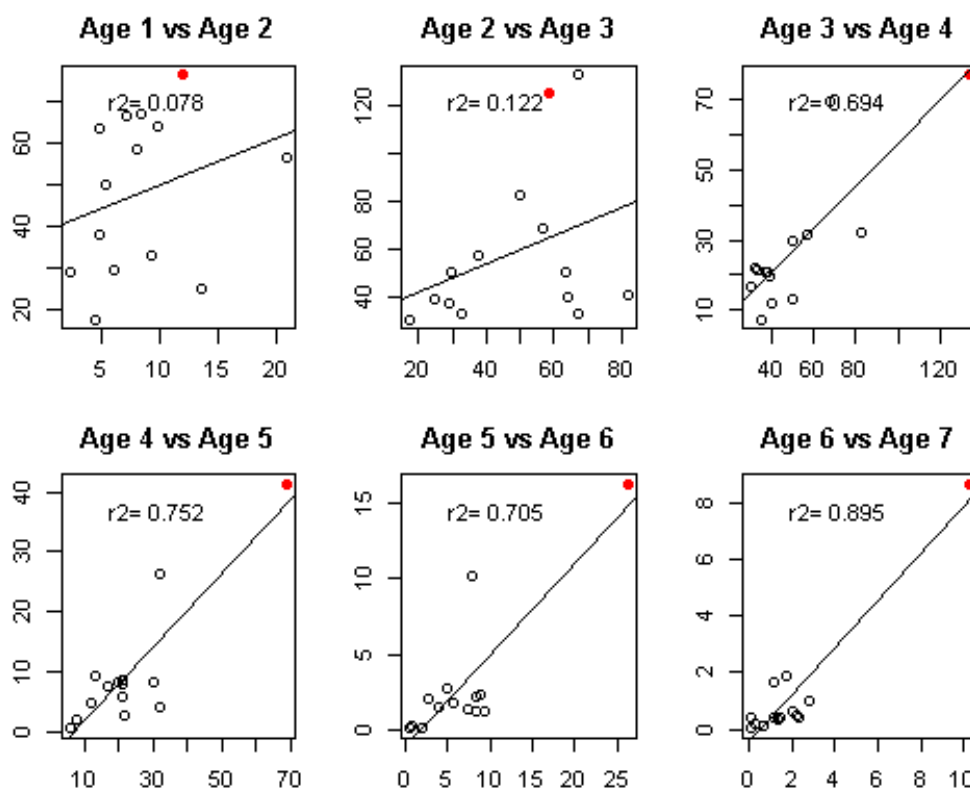 Age 1 vs Age 2
Age 2 vs Age 3
Age 3 vs Age 4
r2= 0.078
r2= 0.122
r2= 0.694
20 40 60
40 60 80 120
10 30 50 70
5 10 15 20
20 40 60 80
40 60 80 120
Age 4 vs Age 5
Age 5 vs Age 6
Age 6 vs Age 7
r2= 0.752
r2= 0.705
r2= 0.895
0 10 20 30 40
0 5 10 15
0 2 4 6 8
10 30 50 70
0 5 10 15 20 25
0 2 4 6 8 10